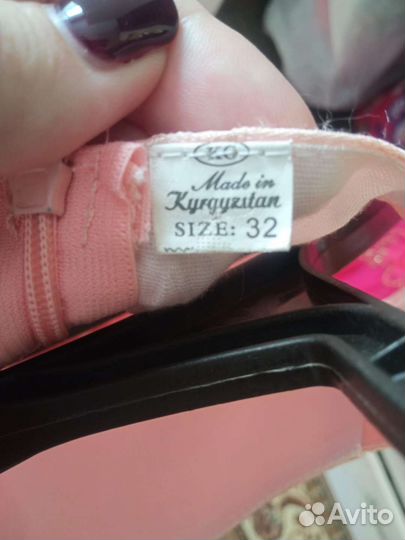 K.O
Made in
Kyrgyzstan
SIZE: 32
Avito